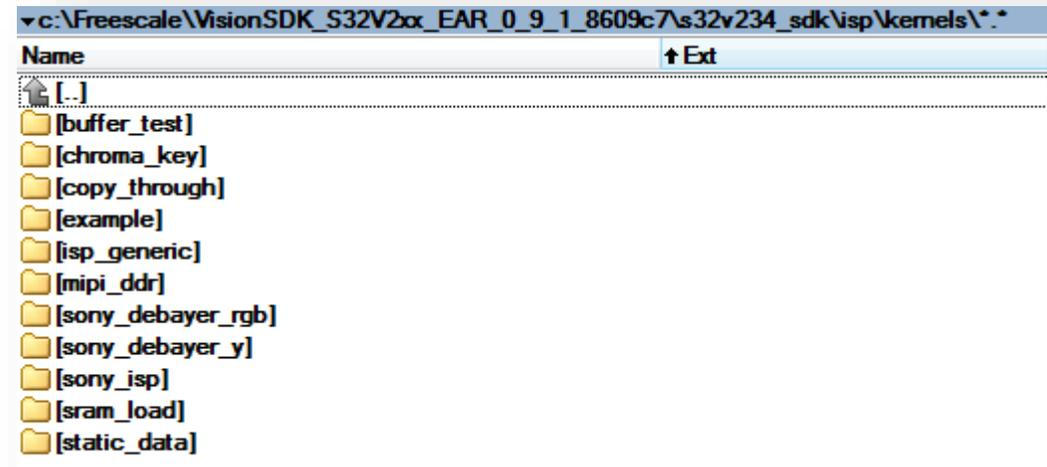 ▾c:\Freescale\VisionSDK_S32V2xx_EAR_0_9_1_8609c7\s32v234_sdk\isp\kernels\*.*
Name ↑Ext
[..]
[buffer_test]
[chroma_key]
[copy_through]
[example]
[isp_generic]
[mipi_ddr]
[sony_debayer_rgb]
[sony_debayer_y]
[sony_isp]
[sram_load]
[static_data]